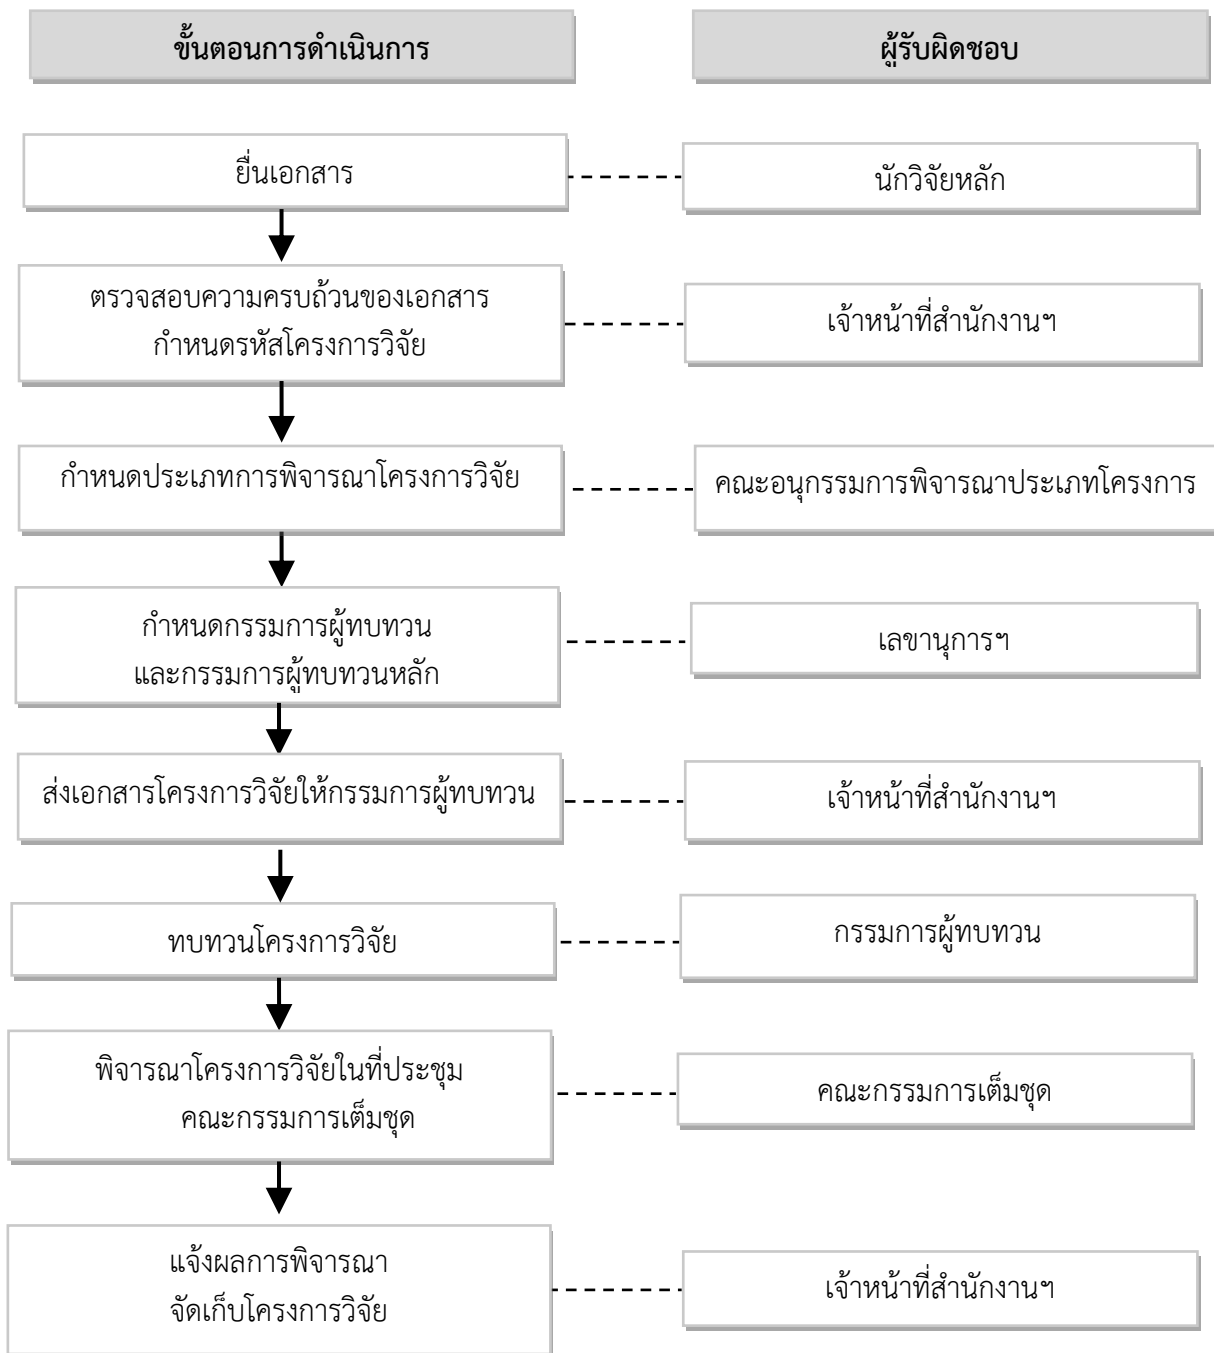 ขั้นตอนการดำเนินการ
ผู้รับผิดชอบ
ยื่นเอกสาร
นักวิจัยหลัก
ตรวจสอบความครบถ้วนของเอกสาร
กำหนดรหัสโครงการวิจัย
เจ้าหน้าที่สำนักงานฯ
กำหนดประเภทการพิจารณาโครงการวิจัย
คณะอนุกรรมการพิจารณาประเภทโครงการ
กำหนดกรรมการผู้ทบทวน
และกรรมการผู้ทบทวนหลัก
เลขานุการฯ
ส่งเอกสารโครงการวิจัยให้กรรมการผู้ทบทวน
เจ้าหน้าที่สำนักงานฯ
ทบทวนโครงการวิจัย
กรรมการผู้ทบทวน
พิจารณาโครงการวิจัยในที่ประชุม
คณะกรรมการเต็มชุด
คณะกรรมการเต็มชุด
แจ้งผลการพิจารณา
จัดเก็บโครงการวิจัย
เจ้าหน้าที่สำนักงานฯ